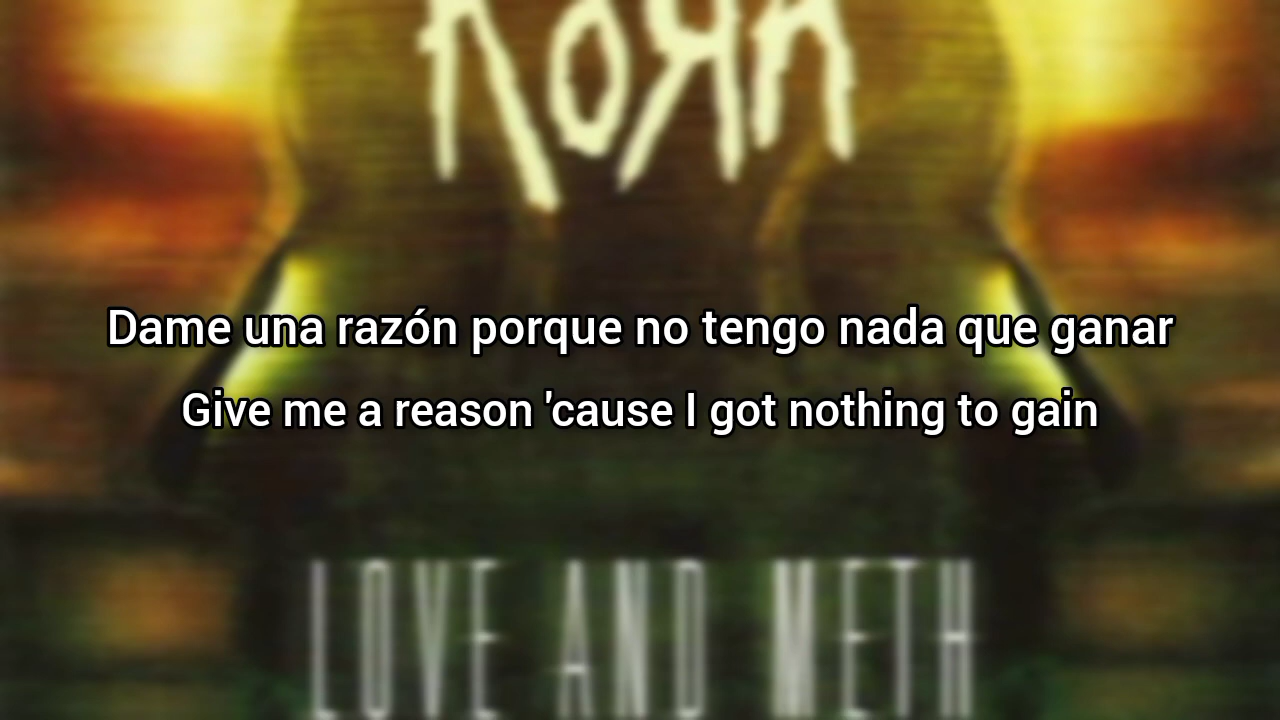 KoЯn
Dame una razón porque no tengo nada que ganar
Give me a reason 'cause I got nothing to gain
LOVE AND METH